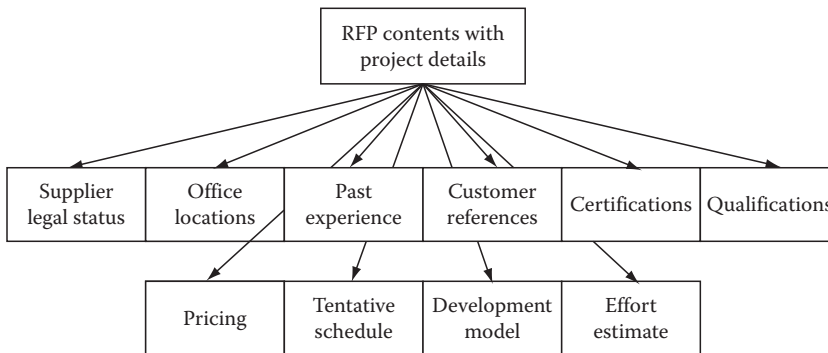 RFP contents with
project details
Supplier
legal status
Office
locations
Past
experience
Customer
references
Certifications
Qualifications
Pricing
Tentative
schedule
Development
model
Effort
estimate